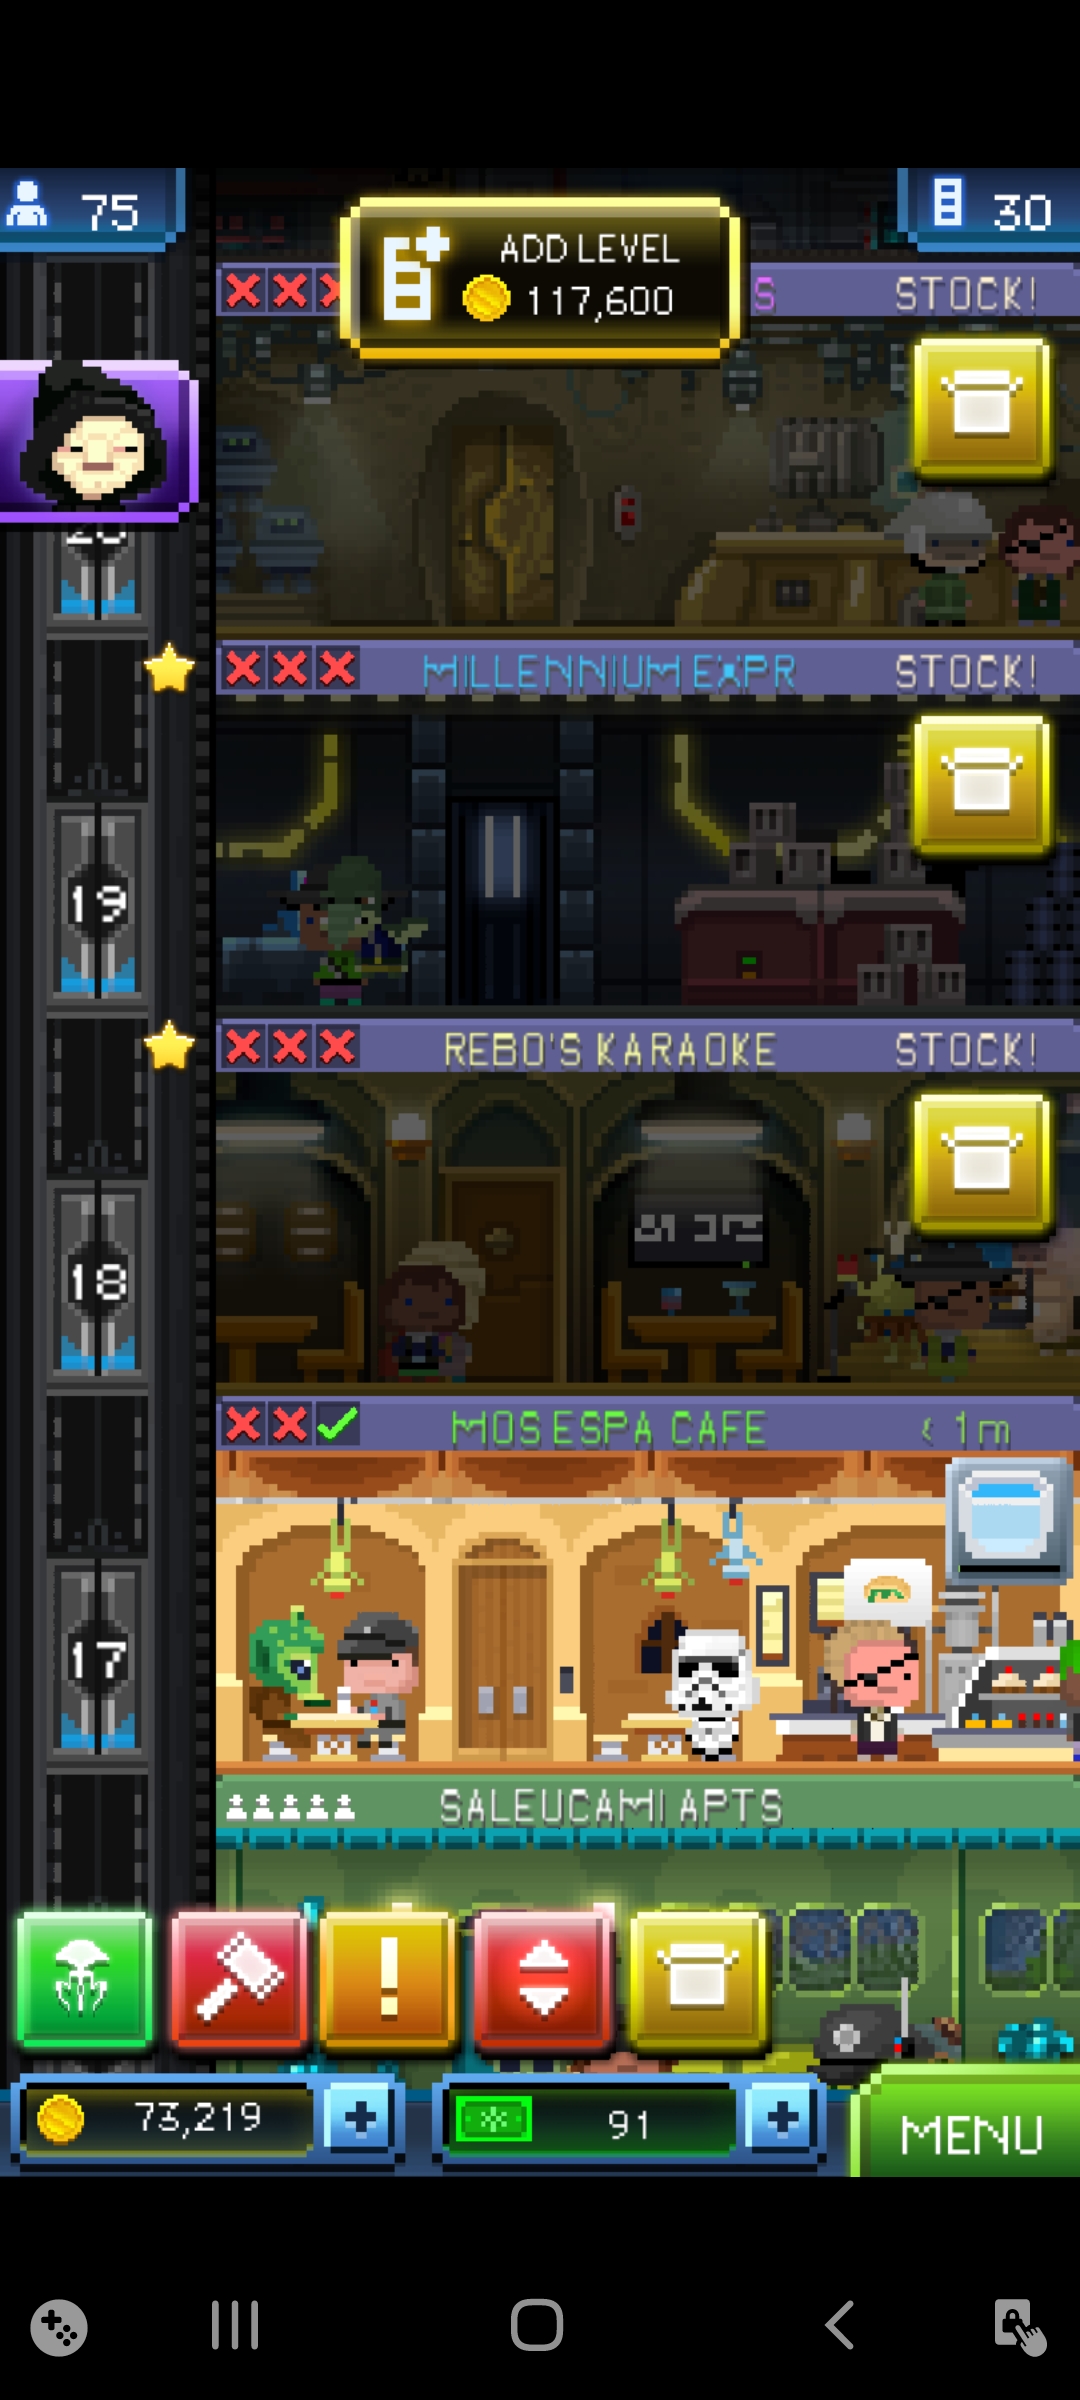 75
ADD LEVEL
117,600
30
S STOCK!
MILLENNIUM EXPR STOCK!
19
REBO'S KARAOKE STOCK!
18
MOS ESPA CAFE < 1m
17
SALEUCAMI APTS
!
73,219
91
MENU